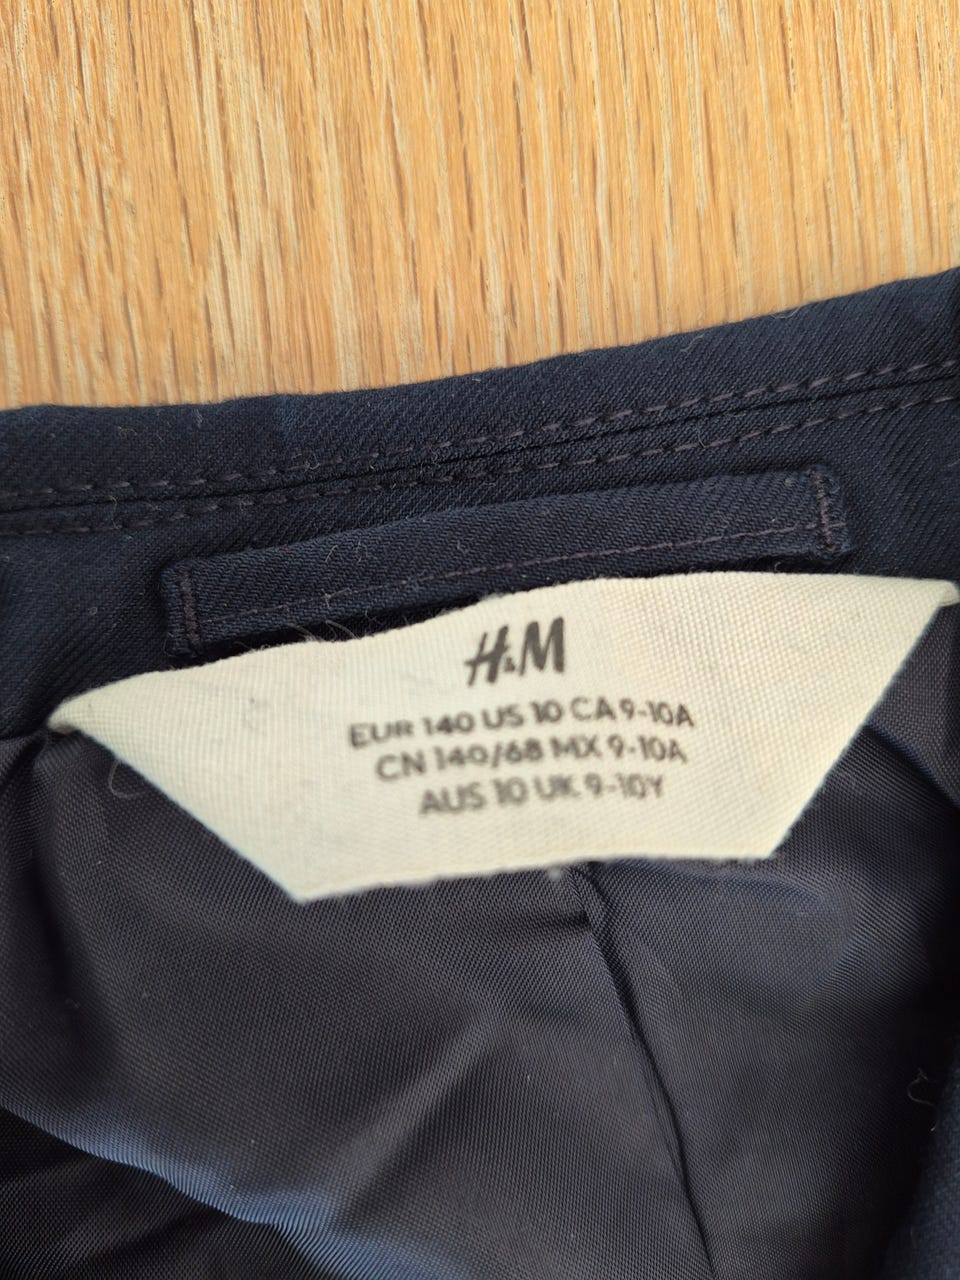 H&M
EUR 140 US 10 CA 9-10A
CN 140/68 MX 9-10A
AUS 10 UK 9-10Y